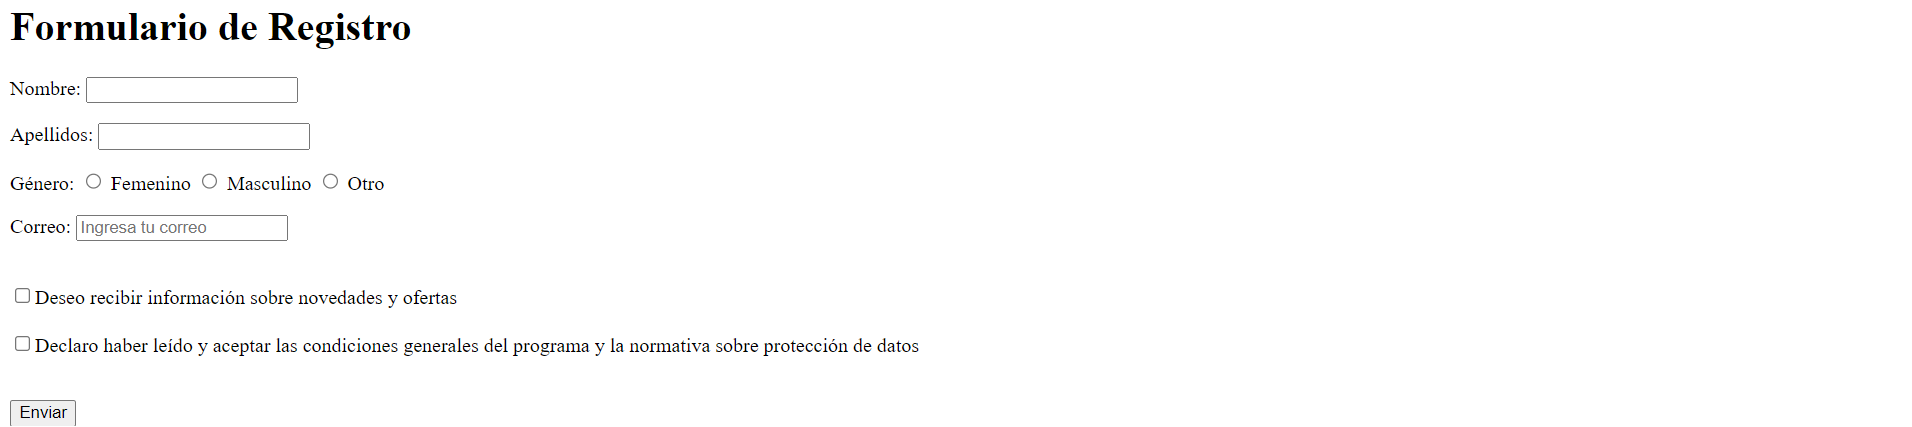 Formulario de Registro
Nombre:
Apellidos:
Género: Femenino Masculino Otro
Correo: Ingresa tu correo
Deseo recibir información sobre novedades y ofertas
Declaro haber leído y aceptar las condiciones generales del programa y la normativa sobre protección de datos
Enviar